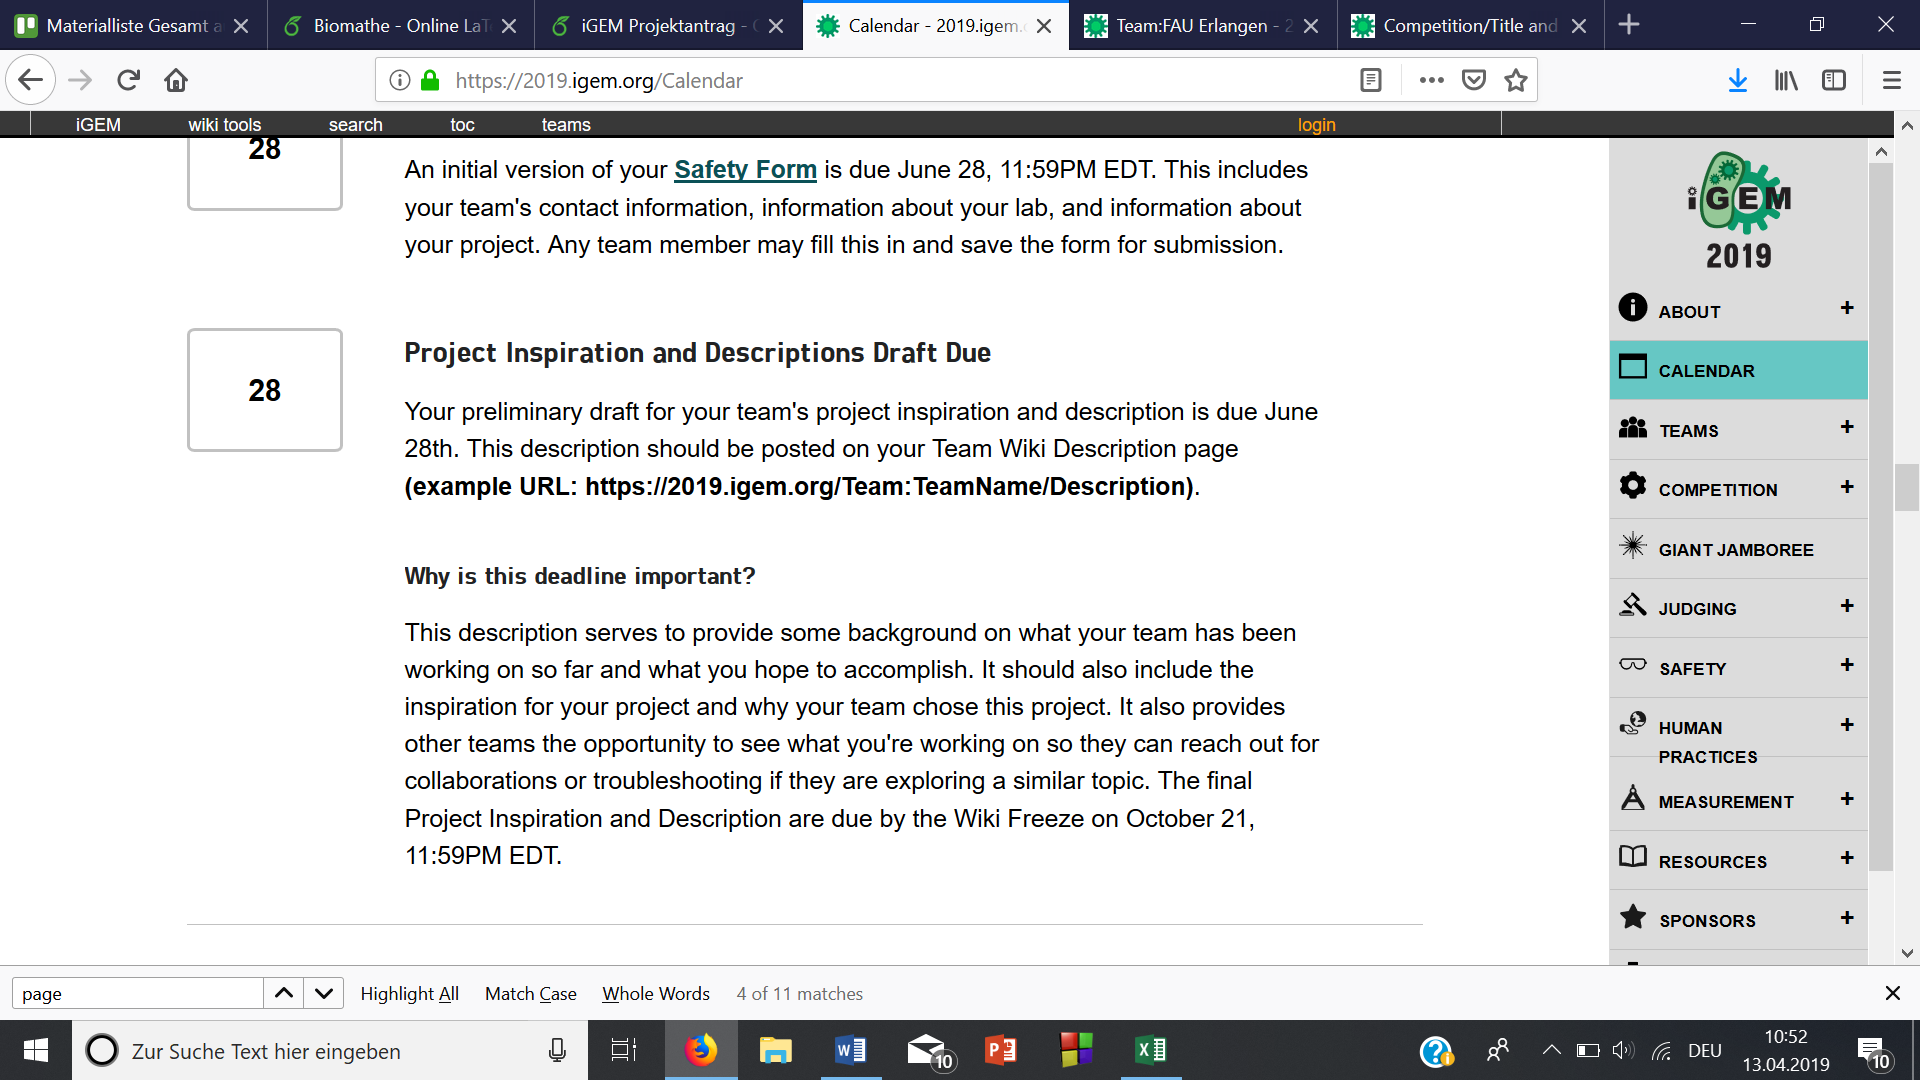 Materialliste Gesamt a
Biomathe - Online LaT
iGEM Projektantrag -
Calendar - 2019.igem.
Team:FAU Erlangen - 2
Competition/Title and
https://2019.igem.org/Calendar
iGEM wiki tools search toc teams login
28
An initial version of your Safety Form is due June 28, 11:59PM EDT. This includes
your team's contact information, information about your lab, and information about
your project. Any team member may fill this in and save the form for submission.
28
Project Inspiration and Descriptions Draft Due
Your preliminary draft for your team's project inspiration and description is due June
28th. This description should be posted on your Team Wiki Description page
(example URL: https://2019.igem.org/Team:TeamName/Description).
Why is this deadline important?
This description serves to provide some background on what your team has been
working on so far and what you hope to accomplish. It should also include the
inspiration for your project and why your team chose this project. It also provides
other teams the opportunity to see what you're working on so they can reach out for
collaborations or troubleshooting if they are exploring a similar topic. The final
Project Inspiration and Description are due by the Wiki Freeze on October 21,
11:59PM EDT.
iGEM
2019
ABOUT +
CALENDAR
TEAMS +
COMPETITION +
GIANT JAMBOREE
JUDGING +
SAFETY +
HUMAN +
PRACTICES
MEASUREMENT +
RESOURCES +
SPONSORS +
page Highlight All Match Case Whole Words 4 of 11 matches
Zur Suche Text hier eingeben
10
DEU
10:52
13.04.2019
10